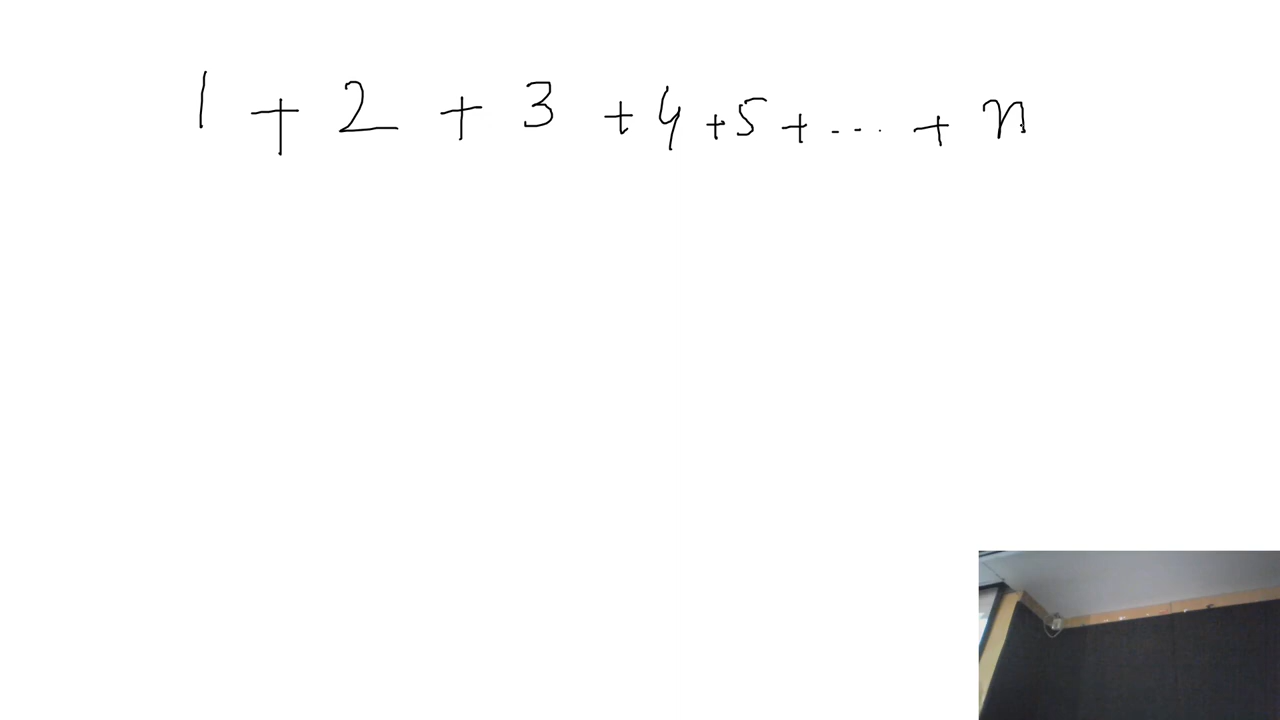 1 + 2 + 3 + 4 + 5 + ... + n